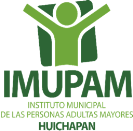 IMUPAM
INSTITUTO MUNICIPAL
DE LAS PERSONAS ADULTAS MAYORES
HUICHAPAN